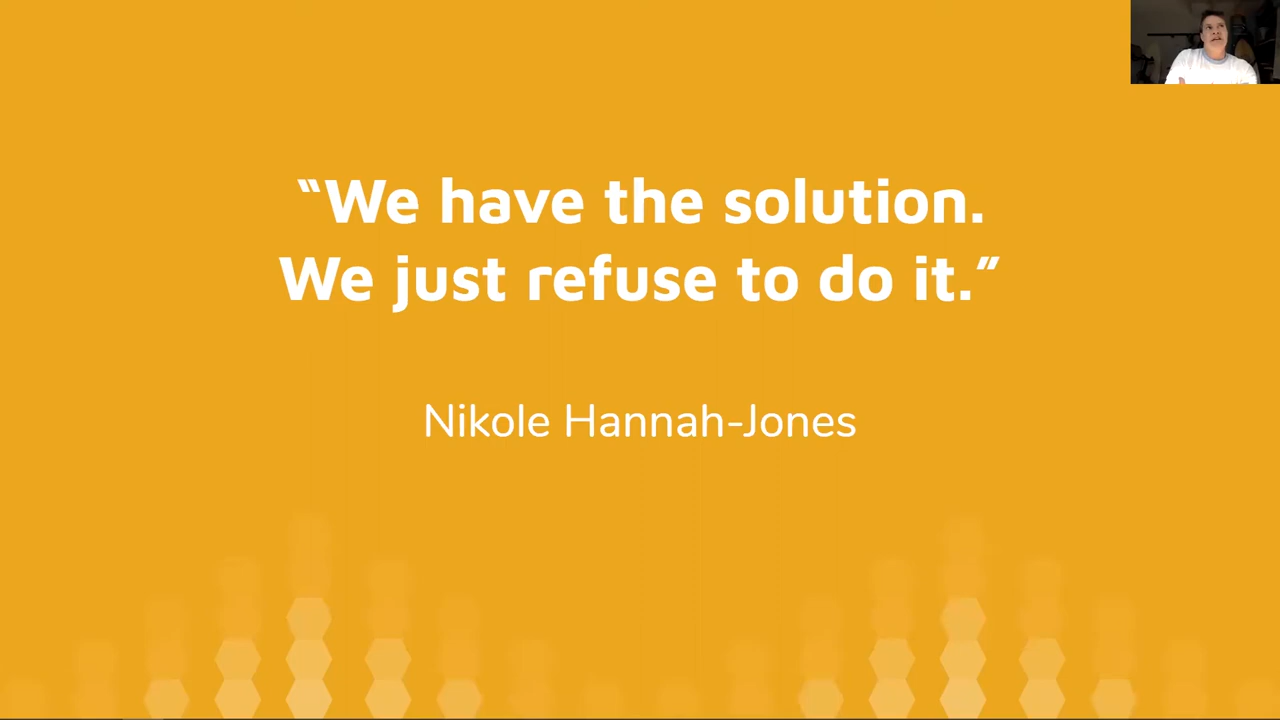 “We have the solution.
We just refuse to do it.”
Nikole Hannah-Jones